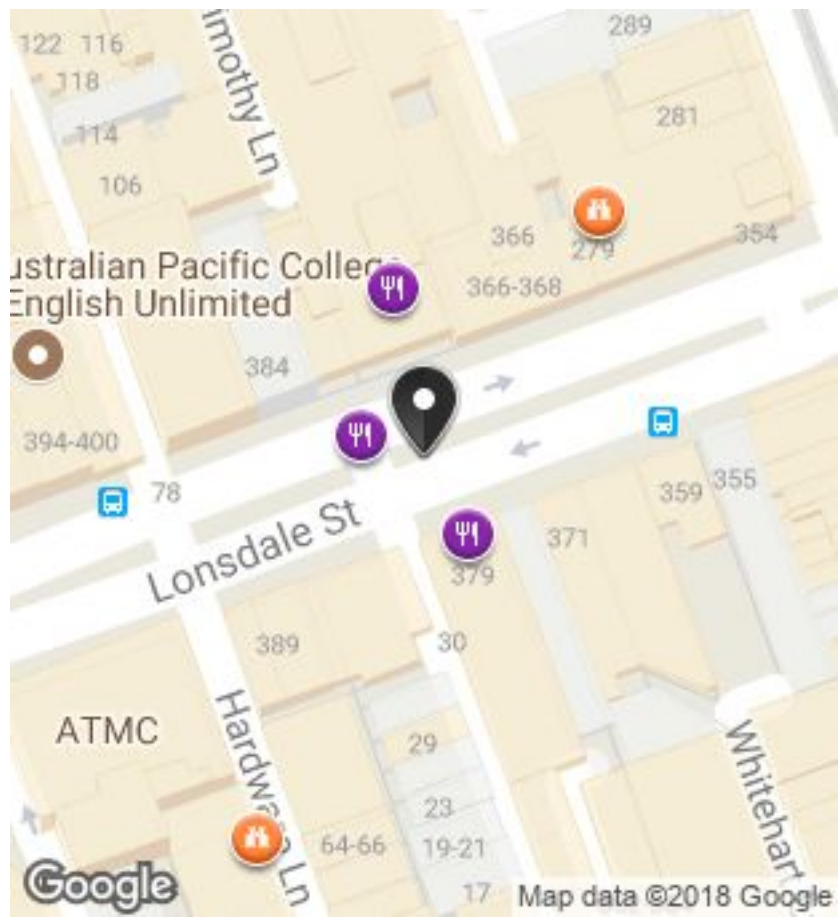 289
122
116
118
imothy Ln
281
114
106
366
279
354
ustralian Pacific College
English Unlimited
366-368
384
394-400
78
Lonsdale St
359
355
371
379
389
30
ATMC
Hardware Ln
29
Whitehart
23
64-66
19-21
17
Google
Map data ©2018 Google